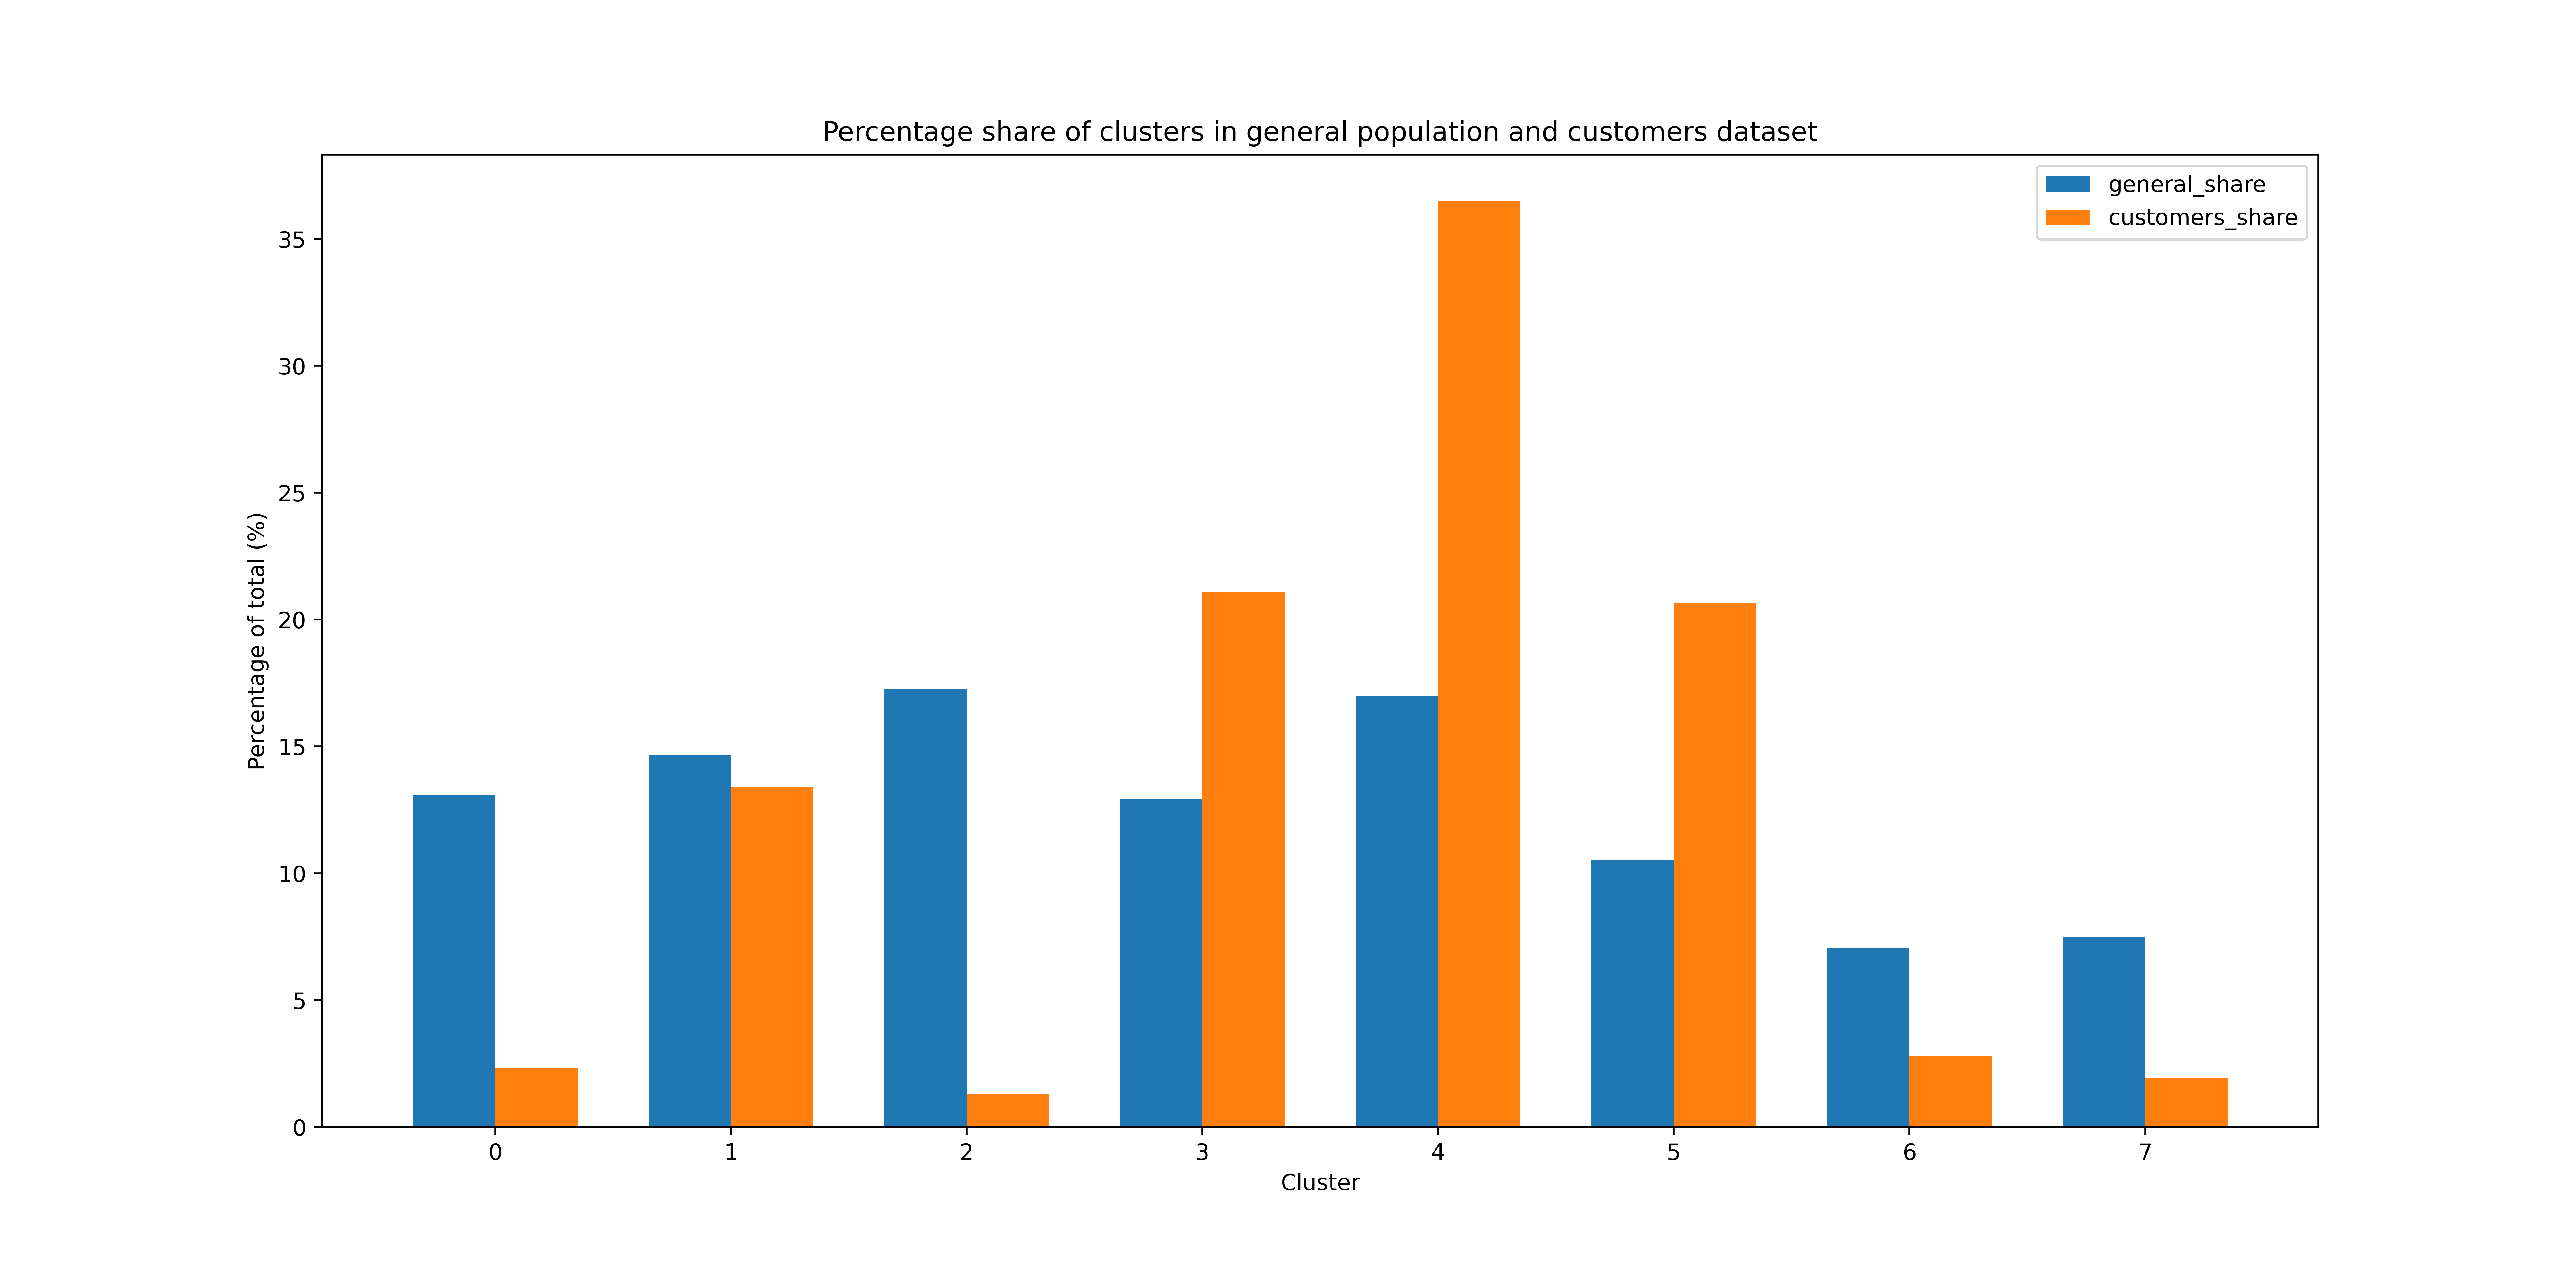 Percentage share of clusters in general population and customers dataset
general_share
customers_share
Percentage of total (%)
35
30
25
20
15
10
5
0
0 1 2 3 4 5 6 7
Cluster